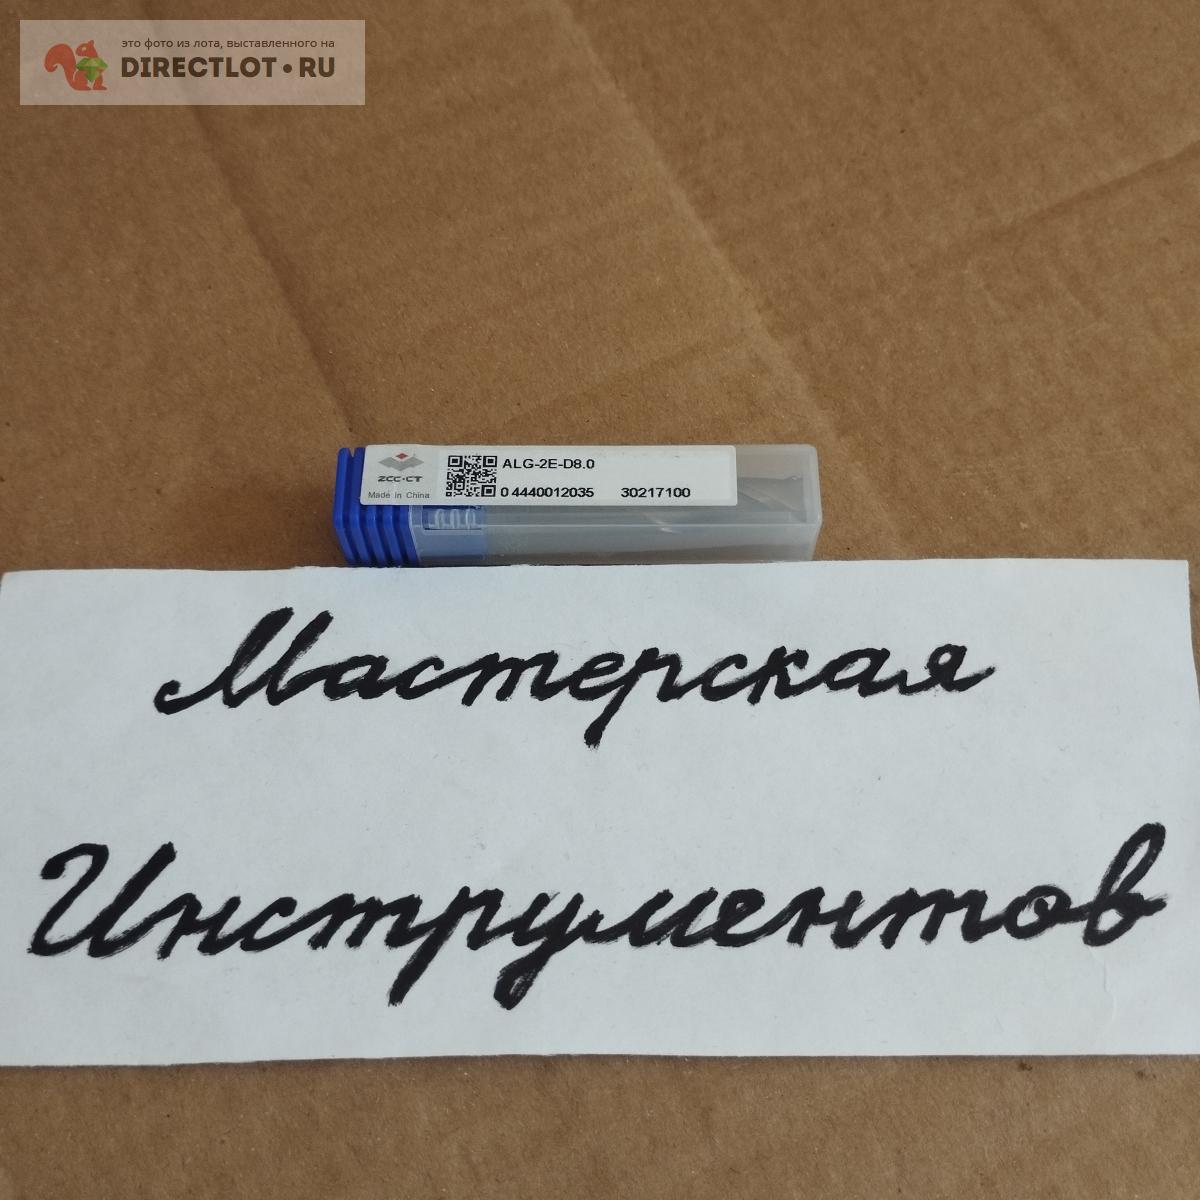 это фото из лота, выставленного на
DIRECTLOT•RU
ZCC•CT
Made in China
ALG-2E-D8.0
0 4440012035 30217100
Мастерская
Инструментов